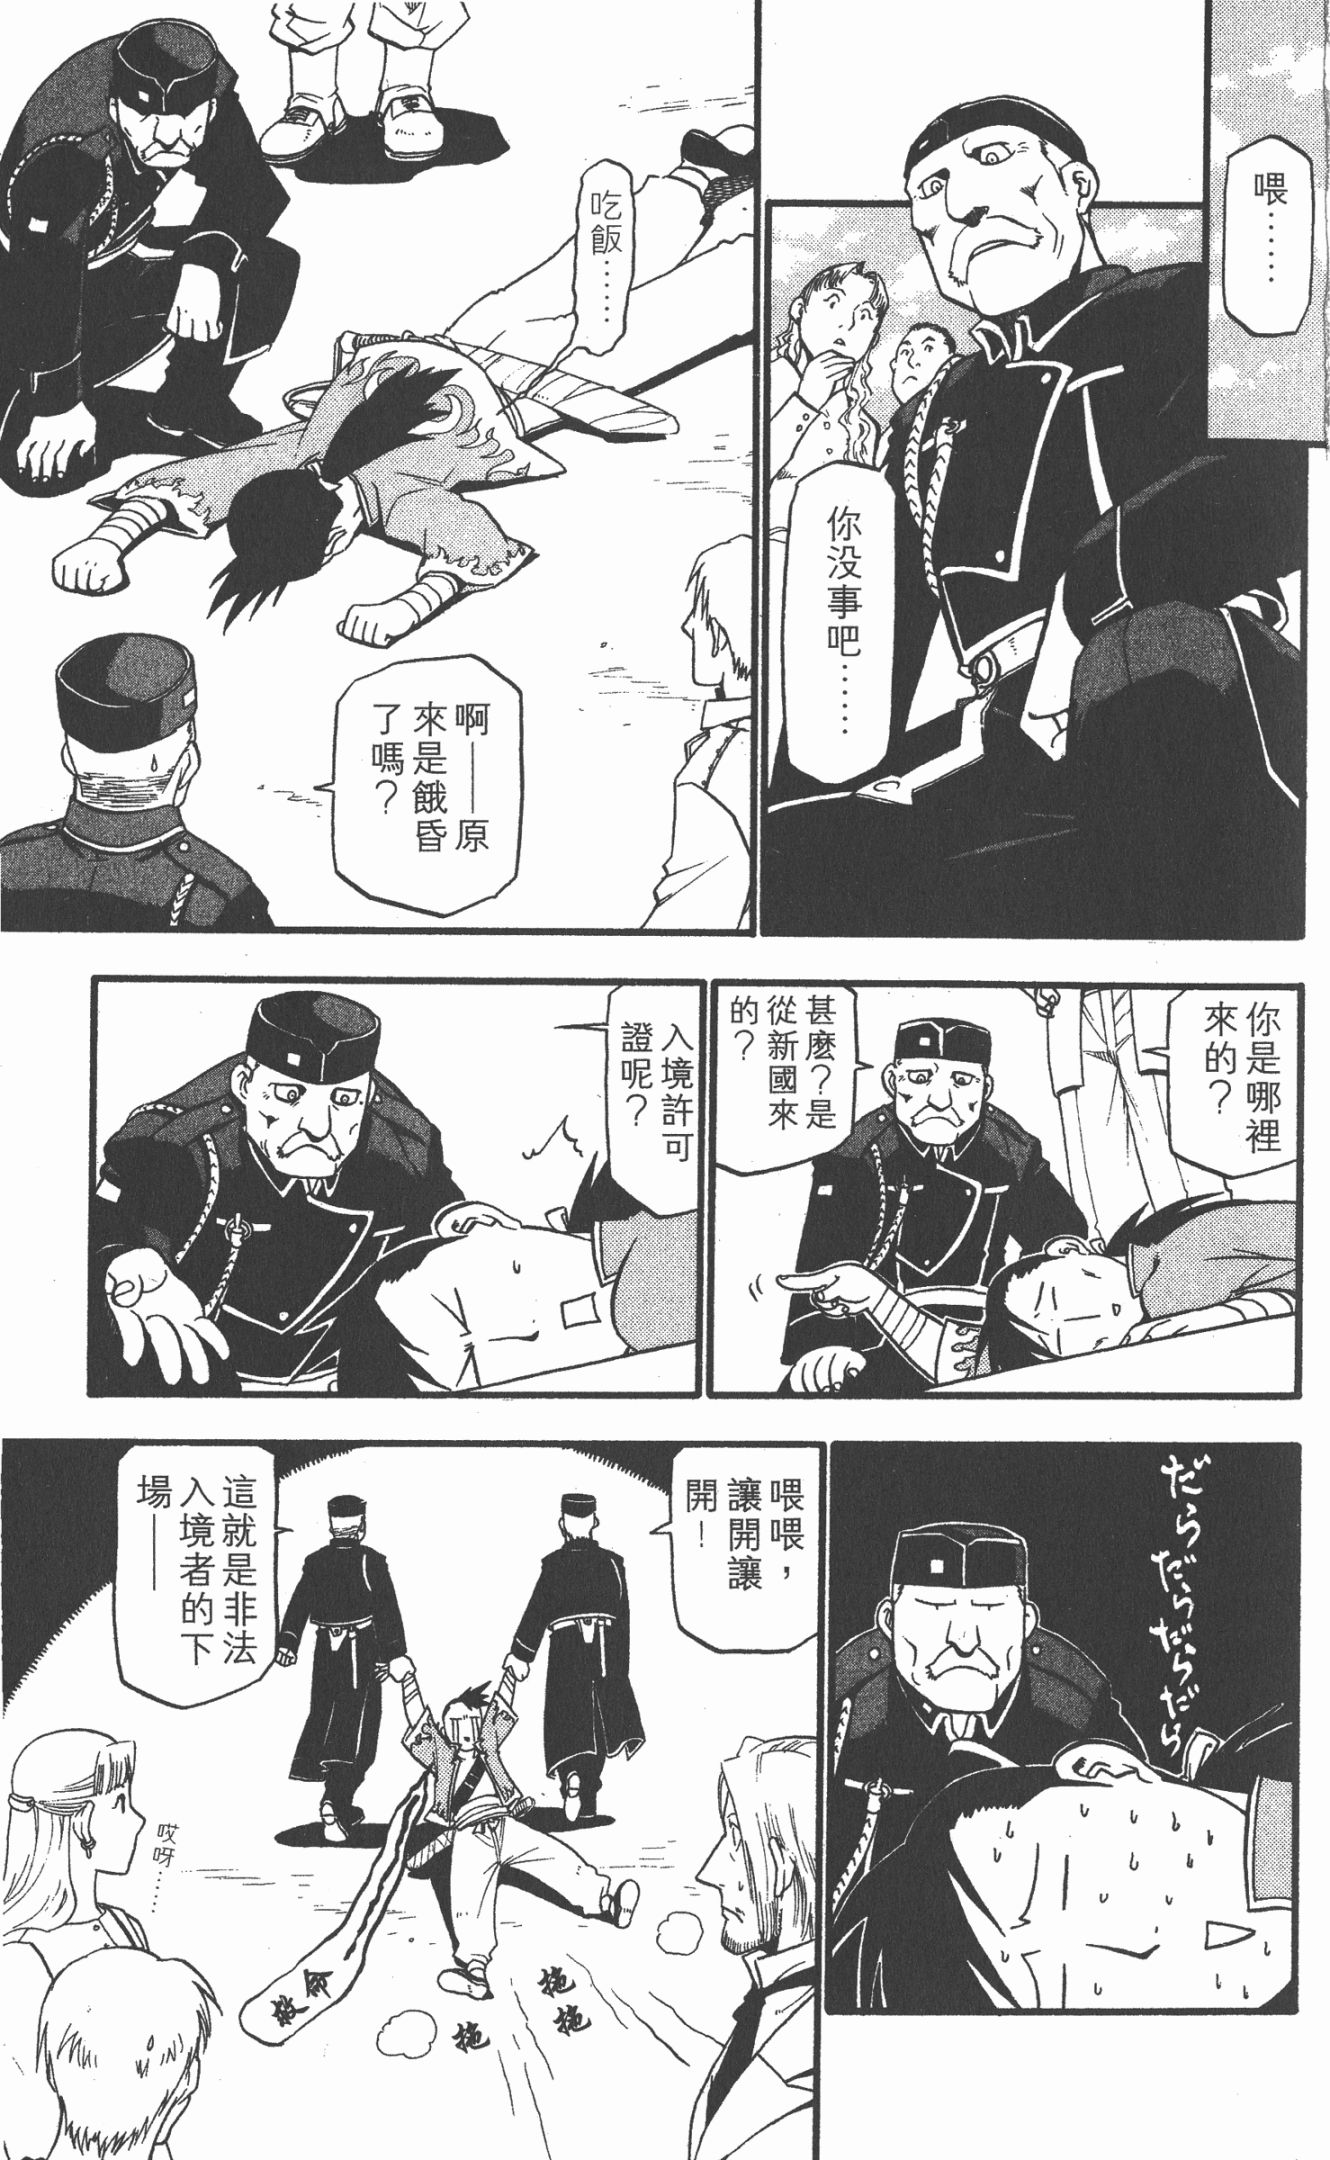 喂……
你没事吧……
吃飯……
啊——原
來是餓昏
了嗎？
你是哪裡
來的？
甚麽？是
從新國來
的？
入境許可
證呢？
だらだらだらだら
喂喂，
讓開讓
開！
這就是非法
入境者的下
場——
救命
拖拖
拖
哎呀……